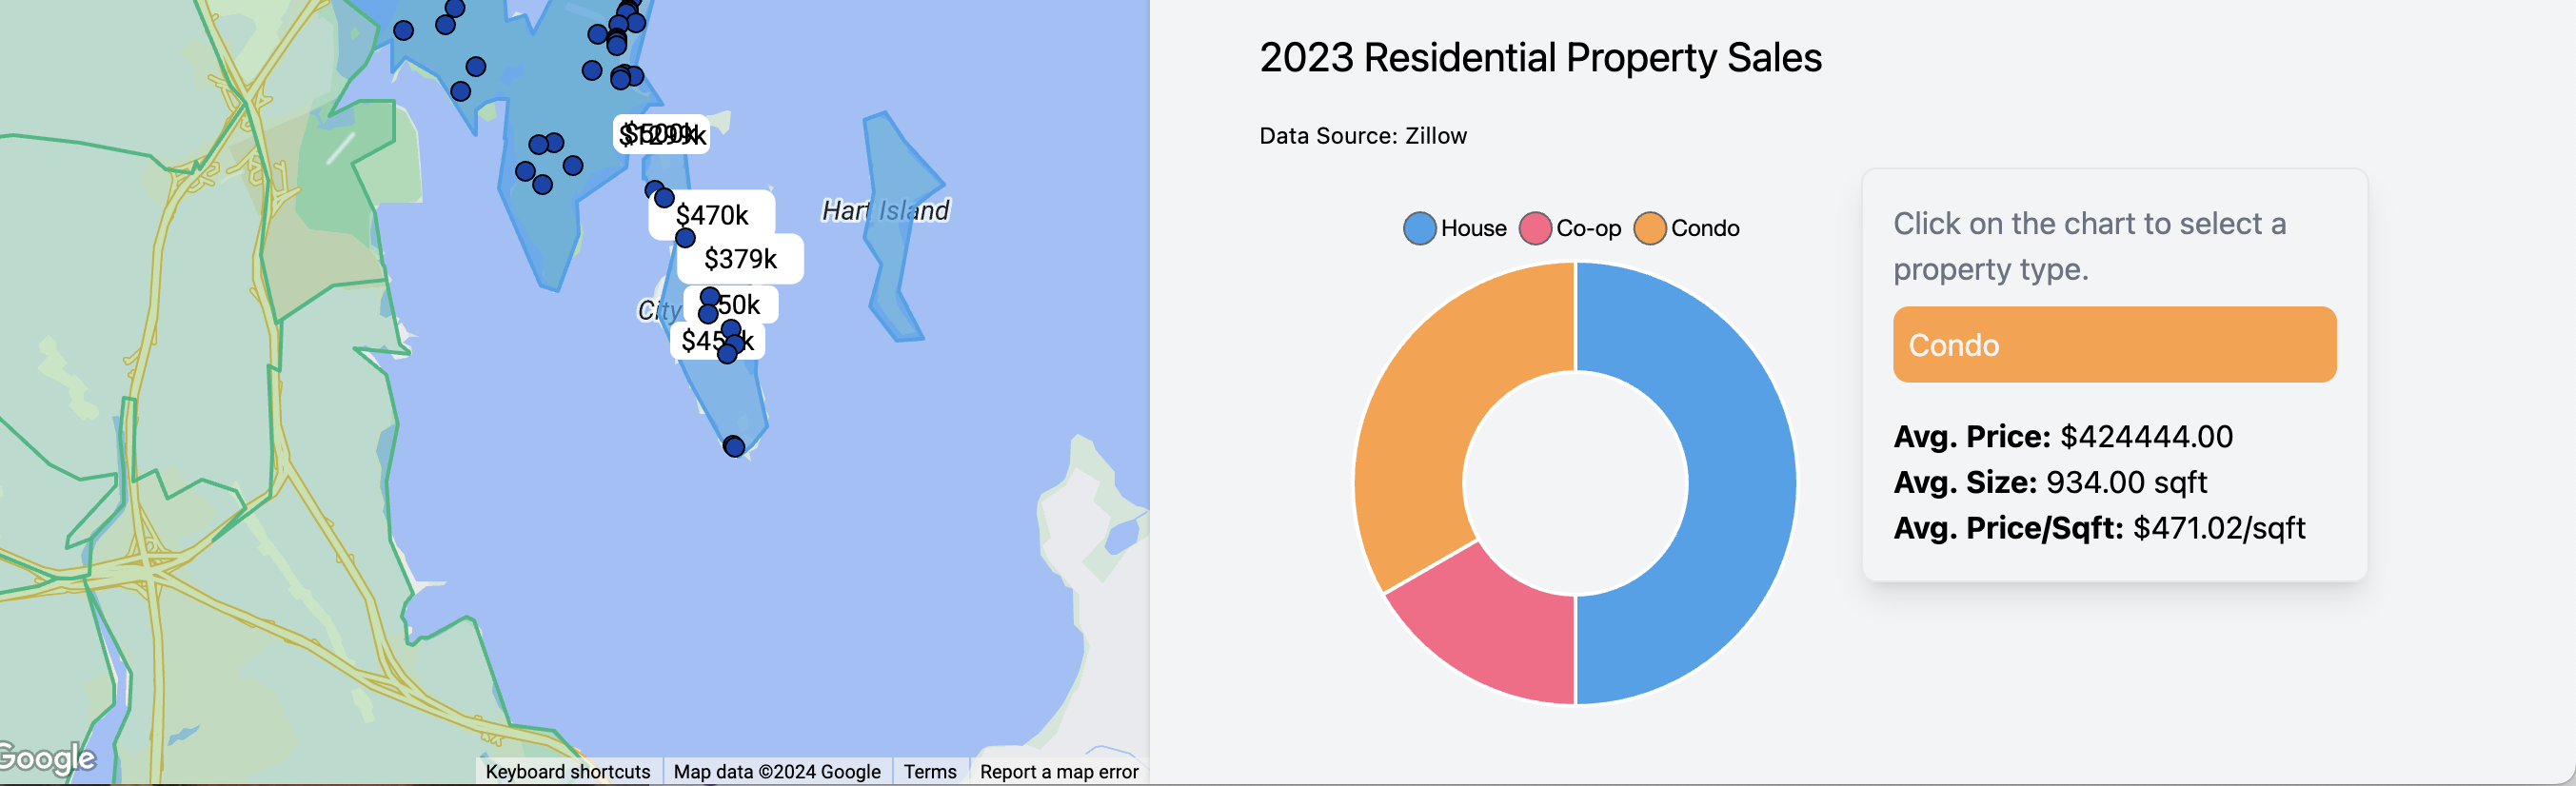 $470k
$379k
Hart Island
City
Google
Keyboard shortcuts
Map data ©2024 Google
Terms
Report a map error
2023 Residential Property Sales
Data Source: Zillow
House
Co-op
Condo
Click on the chart to select a
property type.
Condo
Avg. Price: $424444.00
Avg. Size: 934.00 sqft
Avg. Price/Sqft: $471.02/sqft